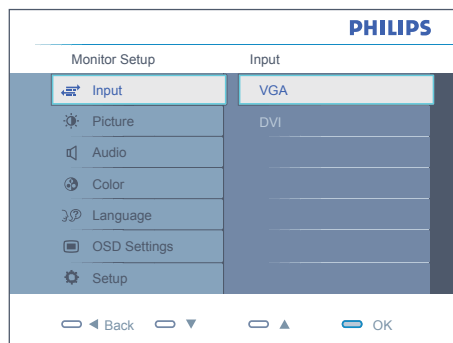 PHILIPS
Monitor Setup Input
Input VGA
Picture DVI
Audio
Color
Language
OSD Settings
Setup
Back OK